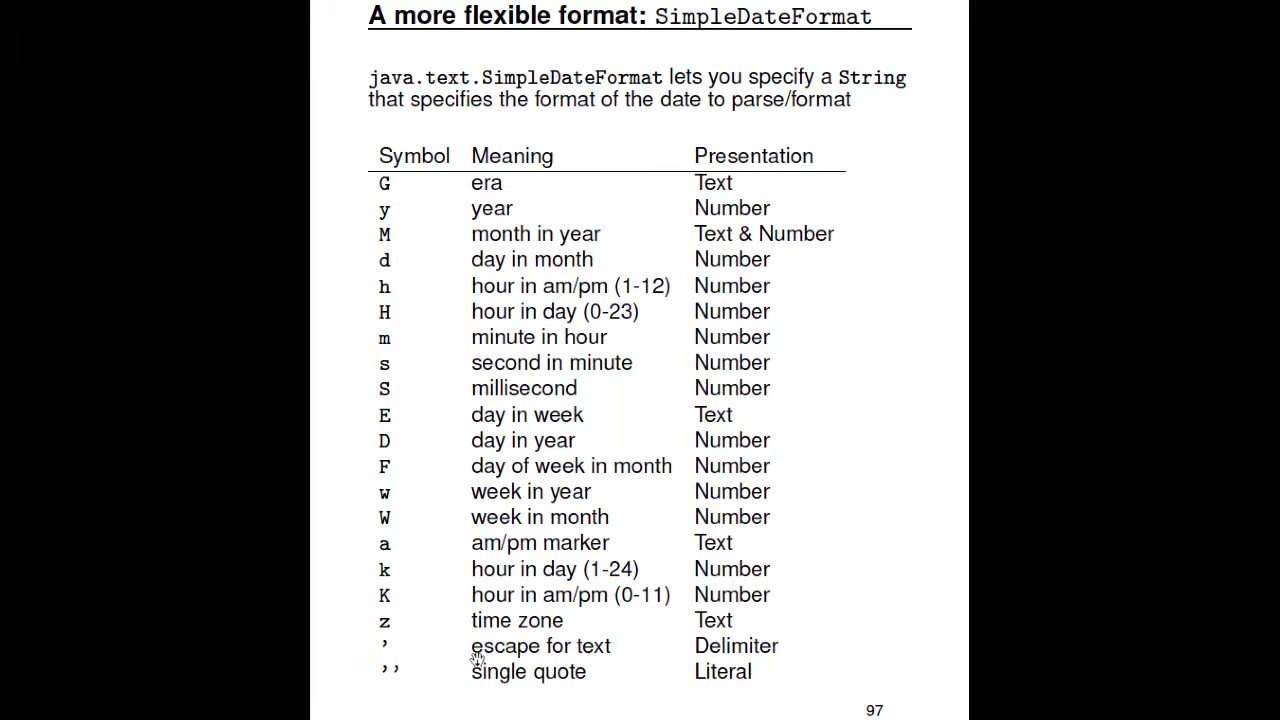 A more flexible format: SimpleDateFormat
java.text.SimpleDateFormat lets you specify a String
that specifies the format of the date to parse/format
Symbol Meaning Presentation
G era Text
y year Number
M month in year Text & Number
d day in month Number
h hour in am/pm (1-12) Number
H hour in day (0-23) Number
m minute in hour Number
s second in minute Number
S millisecond Number
E day in week Text
D day in year Number
F day of week in month Number
w week in year Number
W week in month Number
a am/pm marker Text
k hour in day (1-24) Number
K hour in am/pm (0-11) Number
z time zone Text
’ escape for text Delimiter
’’ single quote Literal
97